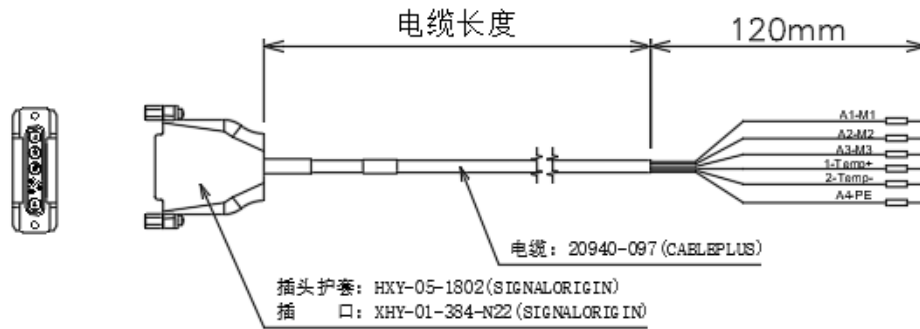 电缆长度
120mm
A1-M1
A2-M2
A3-M3
1-Temp+
2-Temp-
A4-PE
电缆: 20940-097(CABLEPLUS)
插头护套: HXY-05-1802(SIGNALORIGIN)
插 口: XHY-01-384-N22(SIGNALORIGIN)